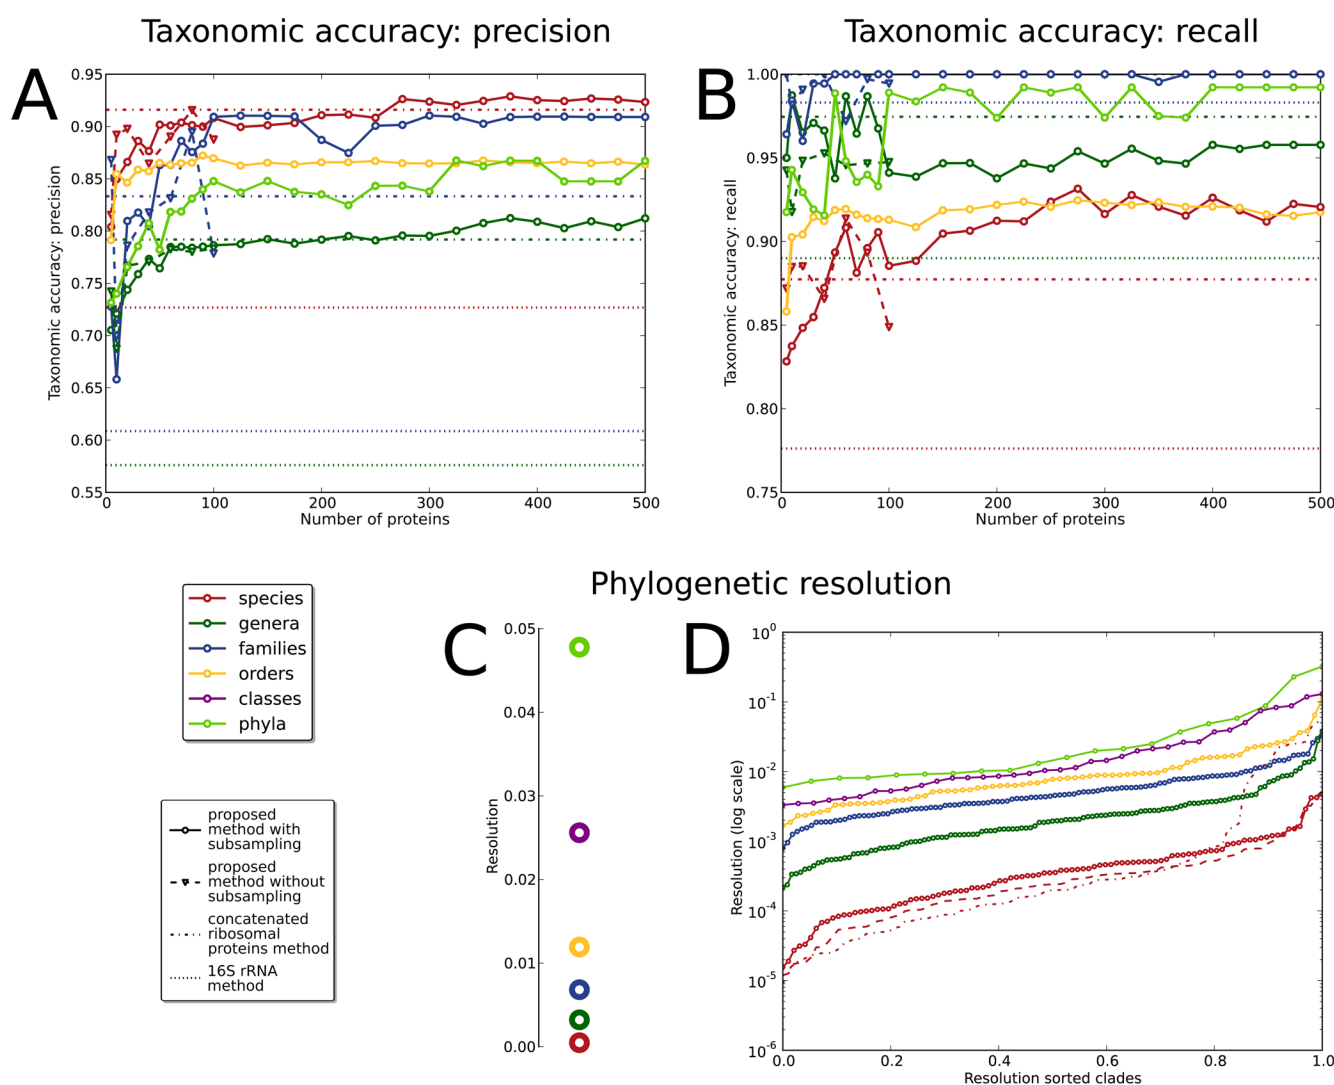 Taxonomic accuracy: precision
Taxonomic accuracy: recall
A
Taxonomic accuracy: precision
0.95
0.90
0.85
0.80
0.75
0.70
0.65
0.60
0.55
0
100
200
300
400
500
Number of proteins
B
Taxonomic accuracy: recall
1.00
0.95
0.90
0.85
0.80
0.75
0
100
200
300
400
500
Number of proteins
Phylogenetic resolution
species
genera
families
orders
classes
phyla
proposed
method with
subsampling
proposed
method without
subsampling
concatenated
ribosomal
proteins method
16S rRNA
method
C
Resolution
0.05
0.04
0.03
0.02
0.01
0.00
D
Resolution (log scale)
10^0
10^-1
10^-2
10^-3
10^-4
10^-5
10^-6
0.0
0.2
0.4
0.6
0.8
1.0
Resolution sorted clades